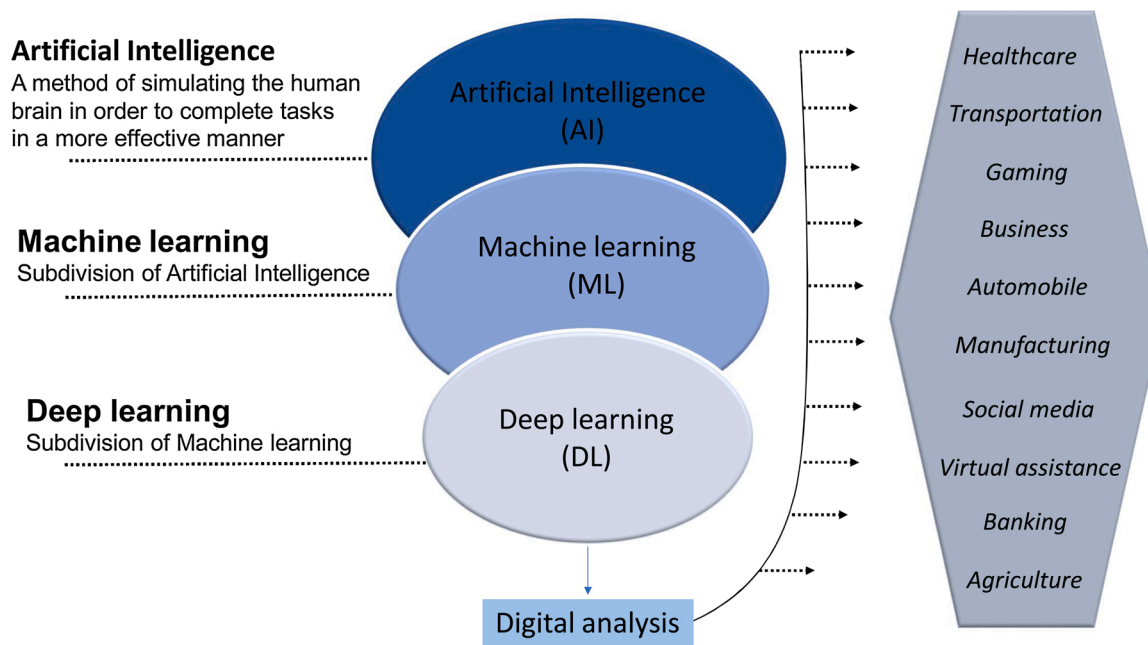 Artificial Intelligence
A method of simulating the human
brain in order to complete tasks
in a more effective manner
Machine learning
Subdivision of Artificial Intelligence
Deep learning
Subdivision of Machine learning
Artificial Intelligence
(AI)
Machine learning
(ML)
Deep learning
(DL)
Digital analysis
Healthcare
Transportation
Gaming
Business
Automobile
Manufacturing
Social media
Virtual assistance
Banking
Agriculture